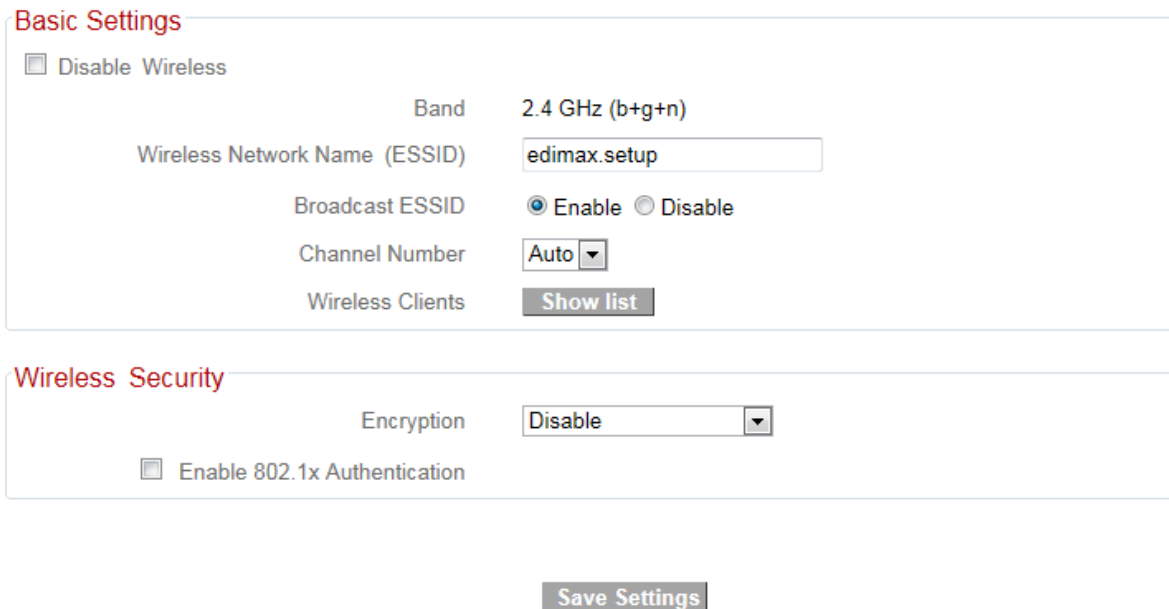 Basic Settings
Disable Wireless
Band 2.4 GHz (b+g+n)
Wireless Network Name (ESSID) edimax.setup
Broadcast ESSID Enable Disable
Channel Number Auto
Wireless Clients Show list
Wireless Security
Encryption Disable
Enable 802.1x Authentication
Save Settings